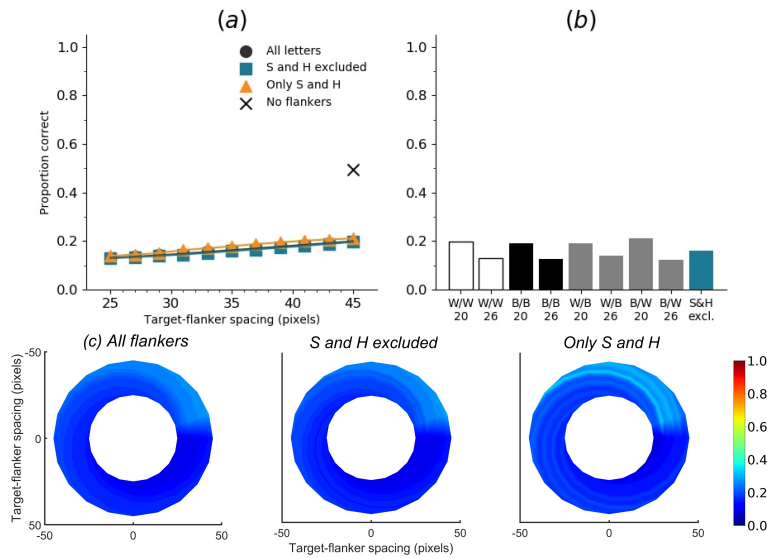 (a)
1.0
0.8
0.6
0.4
0.2
0.0
Proportion correct
All letters
S and H excluded
Only S and H
No flankers
25 30 35 40 45
Target-flanker spacing (pixels)
(b)
1.0
0.8
0.6
0.4
0.2
0.0
W/W W/W B/B B/B W/B W/B B/W B/W S&H
20 26 20 26 20 26 20 26 excl.
(c) All flankers
S and H excluded
Only S and H
-50
0
50
Target-flanker spacing (pixels)
-50 0 50
-50 0 50
-50 0 50
Target-flanker spacing (pixels)
1.0
0.8
0.6
0.4
0.2
0.0